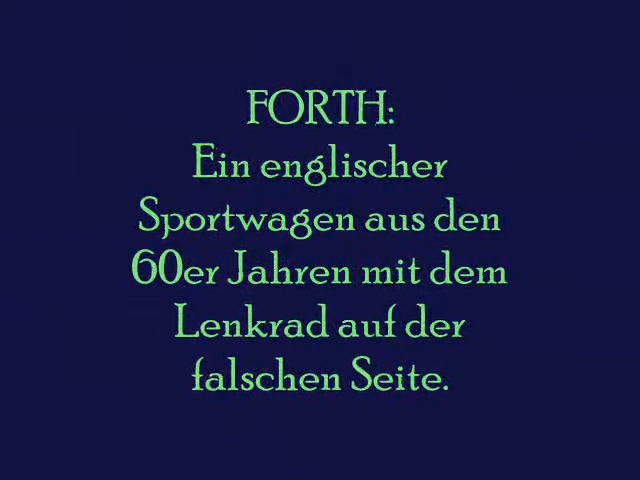 FORTH:
Ein englischer
Sportwagen aus den
60er Jahren mit dem
Lenkrad auf der
falschen Seite.